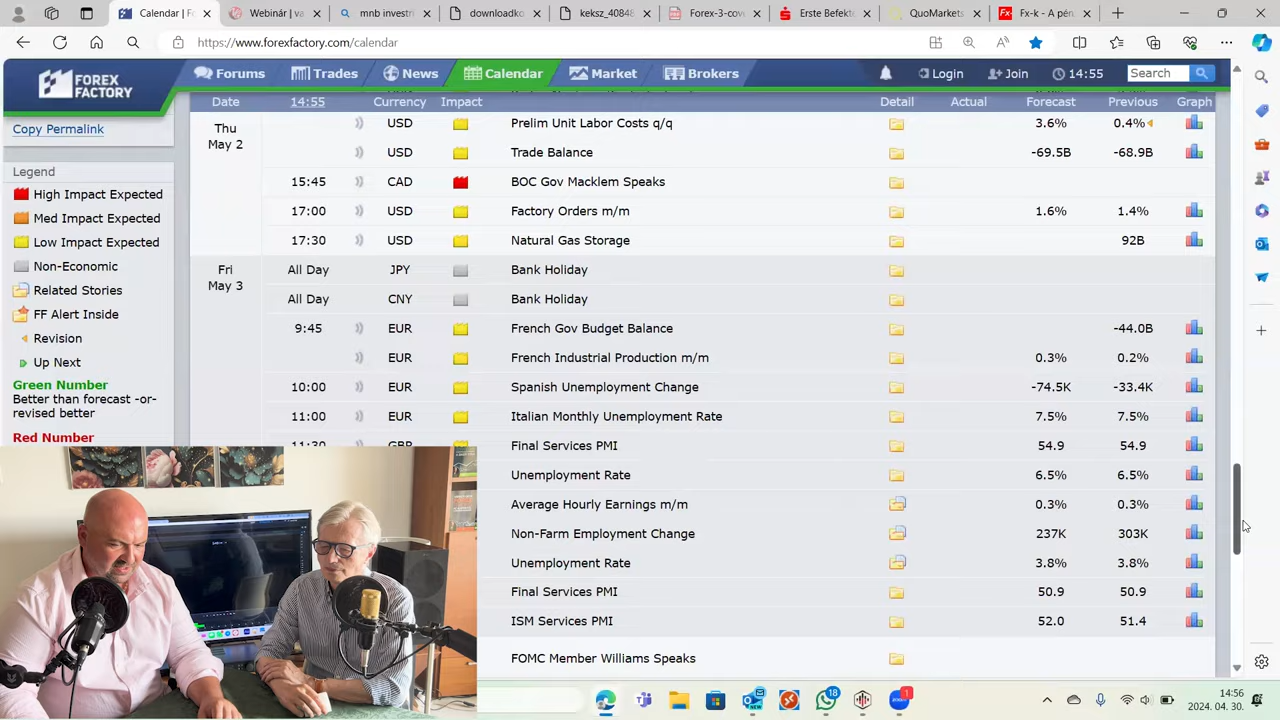 Calendar | Fo
Webinár | va
mnb investm
downloadko
keksz_40848
Forex-3-cove
Erste Befekte
QuoMarkets
Fx-k - A pén
https://www.forexfactory.com/calendar
FOREX
FACTORY
Forums
Trades
News
Calendar
Market
Brokers
Login
Join
14:55
Search
Date 14:55 Currency Impact Detail Actual Forecast Previous Graph
Copy Permalink
Legend
High Impact Expected
Med Impact Expected
Low Impact Expected
Non-Economic
Related Stories
FF Alert Inside
Revision
Up Next
Green Number
Better than forecast -or-
revised better
Red Number
Thu
May 2
USD Prelim Unit Labor Costs q/q 3.6% 0.4%
USD Trade Balance -69.5B -68.9B
15:45 CAD BOC Gov Macklem Speaks
17:00 USD Factory Orders m/m 1.6% 1.4%
17:30 USD Natural Gas Storage 92B
Fri
May 3
All Day JPY Bank Holiday
All Day CNY Bank Holiday
9:45 EUR French Gov Budget Balance -44.0B
EUR French Industrial Production m/m 0.3% 0.2%
10:00 EUR Spanish Unemployment Change -74.5K -33.4K
11:00 EUR Italian Monthly Unemployment Rate 7.5% 7.5%
11:30 GBP Final Services PMI 54.9 54.9
Unemployment Rate 6.5% 6.5%
Average Hourly Earnings m/m 0.3% 0.3%
Non-Farm Employment Change 237K 303K
Unemployment Rate 3.8% 3.8%
Final Services PMI 50.9 50.9
ISM Services PMI 52.0 51.4
FOMC Member Williams Speaks
18
1
14:56
2024. 04. 30.